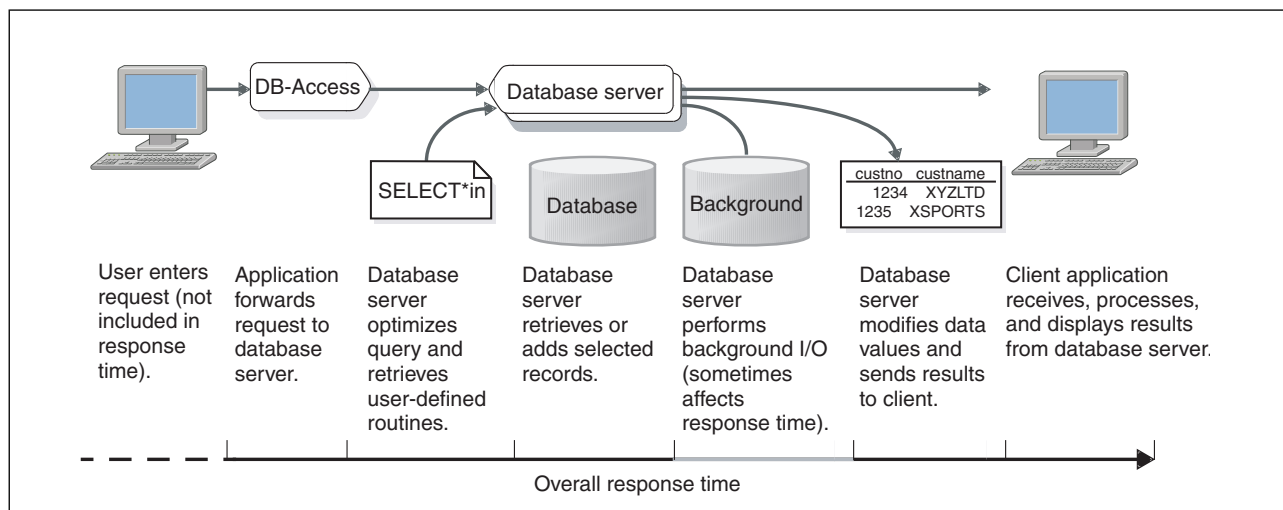 DB-Access
Database server
SELECT*in
Database
Background
custno custname
1234 XYZLTD
1235 XSPORTS
User enters
request (not
included in
response
time).
Application
forwards
request to
database
server.
Database
server
optimizes
query and
retrieves
user-defined
routines.
Database
server
retrieves or
adds selected
records.
Database
server
performs
background I/O
(sometimes
affects
response time).
Database
server
modifies data
values and
sends results
to client.
Client application
receives, processes,
and displays results
from database server.
Overall response time